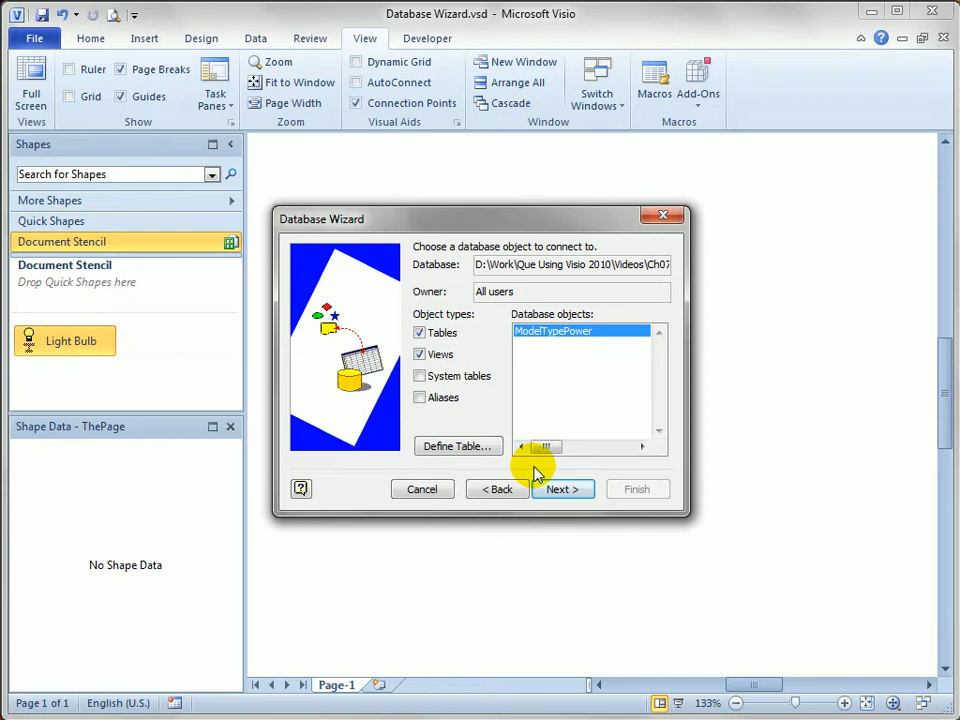 Database Wizard.vsd - Microsoft Visio
File Home Insert Design Data Review View Developer
Ruler Page Breaks
Grid Guides
Full Screen
Task Panes
Zoom
Fit to Window
Page Width
Dynamic Grid
AutoConnect
Connection Points
New Window
Arrange All
Cascade
Switch Windows
Macros Add-Ons
Views Show Zoom Visual Aids Window Macros
Shapes
Search for Shapes
More Shapes
Quick Shapes
Document Stencil
Document Stencil
Drop Quick Shapes here
Light Bulb
Shape Data - ThePage
No Shape Data
Database Wizard
Choose a database object to connect to.
Database: D:\Work\Que Using Visio 2010\Videos\Ch07
Owner: All users
Object types: Database objects:
Tables
Views
System tables
Aliases
ModelTypePower
Define Table...
Cancel < Back Next > Finish
Page-1
Page 1 of 1 English (U.S.) 133%